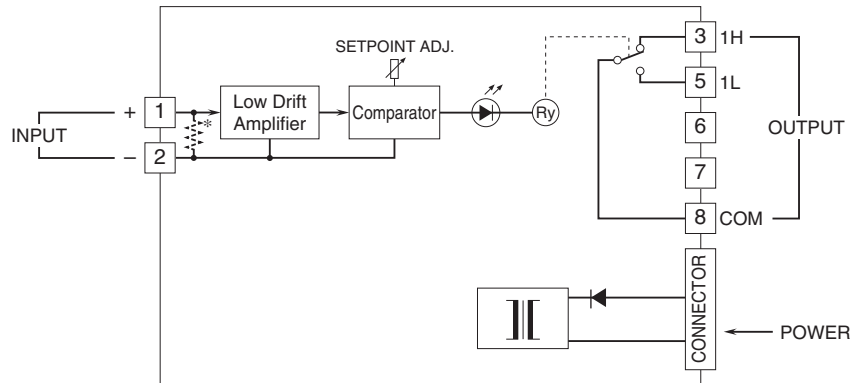 SETPOINT ADJ.
3 1H
INPUT
+ 1
*
Low Drift
Amplifier
Comparator
Ry
5 1L
− 2
6
OUTPUT
7
8 COM
CONNECTOR
POWER